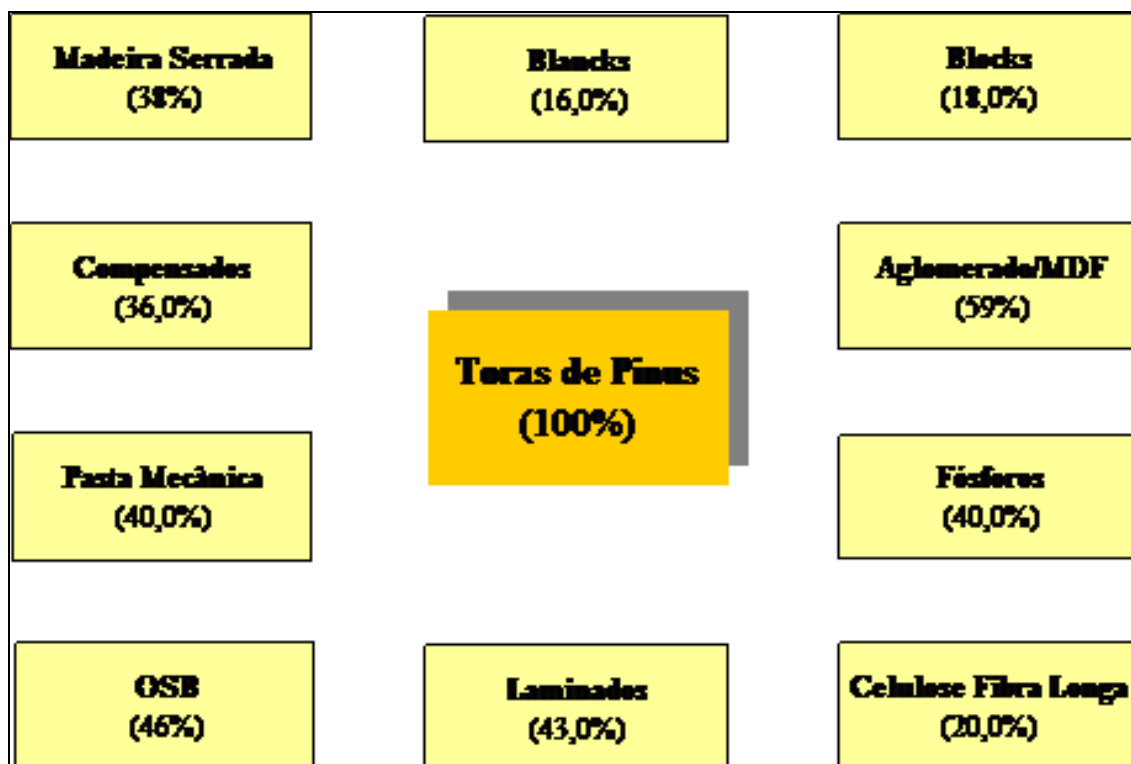 Madeira Serrada
(38%)
Blancks
(16,0%)
Blocks
(18,0%)
Compensados
(36,0%)
Aglomerado/MDF
(59%)
Toras de Pinus
(100%)
Pasta Mecânica
(40,0%)
Fósforos
(40,0%)
OSB
(46%)
Laminados
(43,0%)
Celulose Fibra Longa
(20,0%)